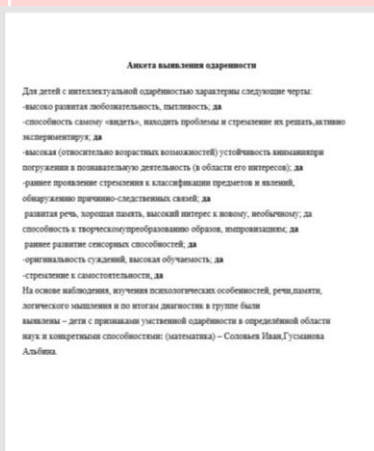 Анкета выявления одаренности
Для детей с интеллектуальной одарённостью характерны следующие черты:
-высоко развитая любознательность, пытливость; да
-способность самому «видеть», находить проблемы и стремление их решать,активно
экспериментируя; да
-высокая (относительно возрастных возможностей) устойчивость вниманияпри
погружении в познавательную деятельность (в области его интересов); да
-раннее проявление стремления к классификации предметов и явлений,
обнаружению причинно-следственных связей; да
развитая речь, хорошая память, высокий интерес к новому, необычному; да
способность к творческомупреобразованию образов, импровизациям; да
раннее развитие сенсорных способностей; да
-оригинальность суждений, высокая обучаемость; да
-стремление к самостоятельности, да
На основе наблюдения, изучения психологических особенностей, речи,памяти,
логического мышления и по итогам диагностик в группе были
выявлены – дети с признаками умственной одарённости в определённой области
наук и конкретными способностями: (математика) – Соловьев Иван,Гусманова
Альбина.